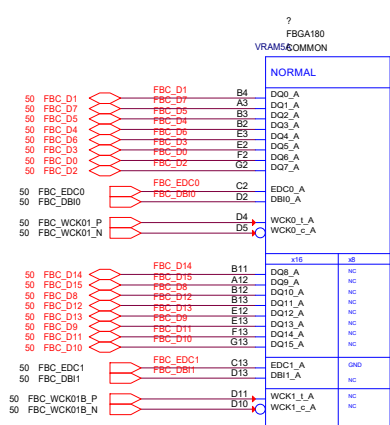 ?
FBGA180
VRAM5A COMMON
NORMAL
50 FBC_D1 FBC_D1 B4 DQ0_A
50 FBC_D7 FBC_D7 A3 DQ1_A
50 FBC_D5 FBC_D5 B3 DQ2_A
50 FBC_D4 FBC_D4 B2 DQ3_A
50 FBC_D6 FBC_D6 E3 DQ4_A
50 FBC_D3 FBC_D3 E2 DQ5_A
50 FBC_D0 FBC_D0 F2 DQ6_A
50 FBC_D2 FBC_D2 G2 DQ7_A
50 FBC_EDC0 FBC_EDC0 C2 EDC0_A
50 FBC_DBI0 FBC_DBI0 D2 DBI0_A
50 FBC_WCK01_P D4 WCK0_t_A
50 FBC_WCK01_N D5 WCK0_c_A
x16 x8
50 FBC_D14 FBC_D14 B11 DQ8_A NC
50 FBC_D15 FBC_D15 A12 DQ9_A NC
50 FBC_D8 FBC_D8 B12 DQ10_A NC
50 FBC_D12 FBC_D12 B13 DQ11_A NC
50 FBC_D13 FBC_D13 E12 DQ12_A NC
50 FBC_D9 FBC_D9 E13 DQ13_A NC
50 FBC_D11 FBC_D11 F13 DQ14_A NC
50 FBC_D10 FBC_D10 G13 DQ15_A NC
50 FBC_EDC1 FBC_EDC1 C13 EDC1_A GND
50 FBC_DBI1 FBC_DBI1 D13 DBI1_A NC
50 FBC_WCK01B_P D11 WCK1_t_A NC
50 FBC_WCK01B_N D10 WCK1_c_A NC